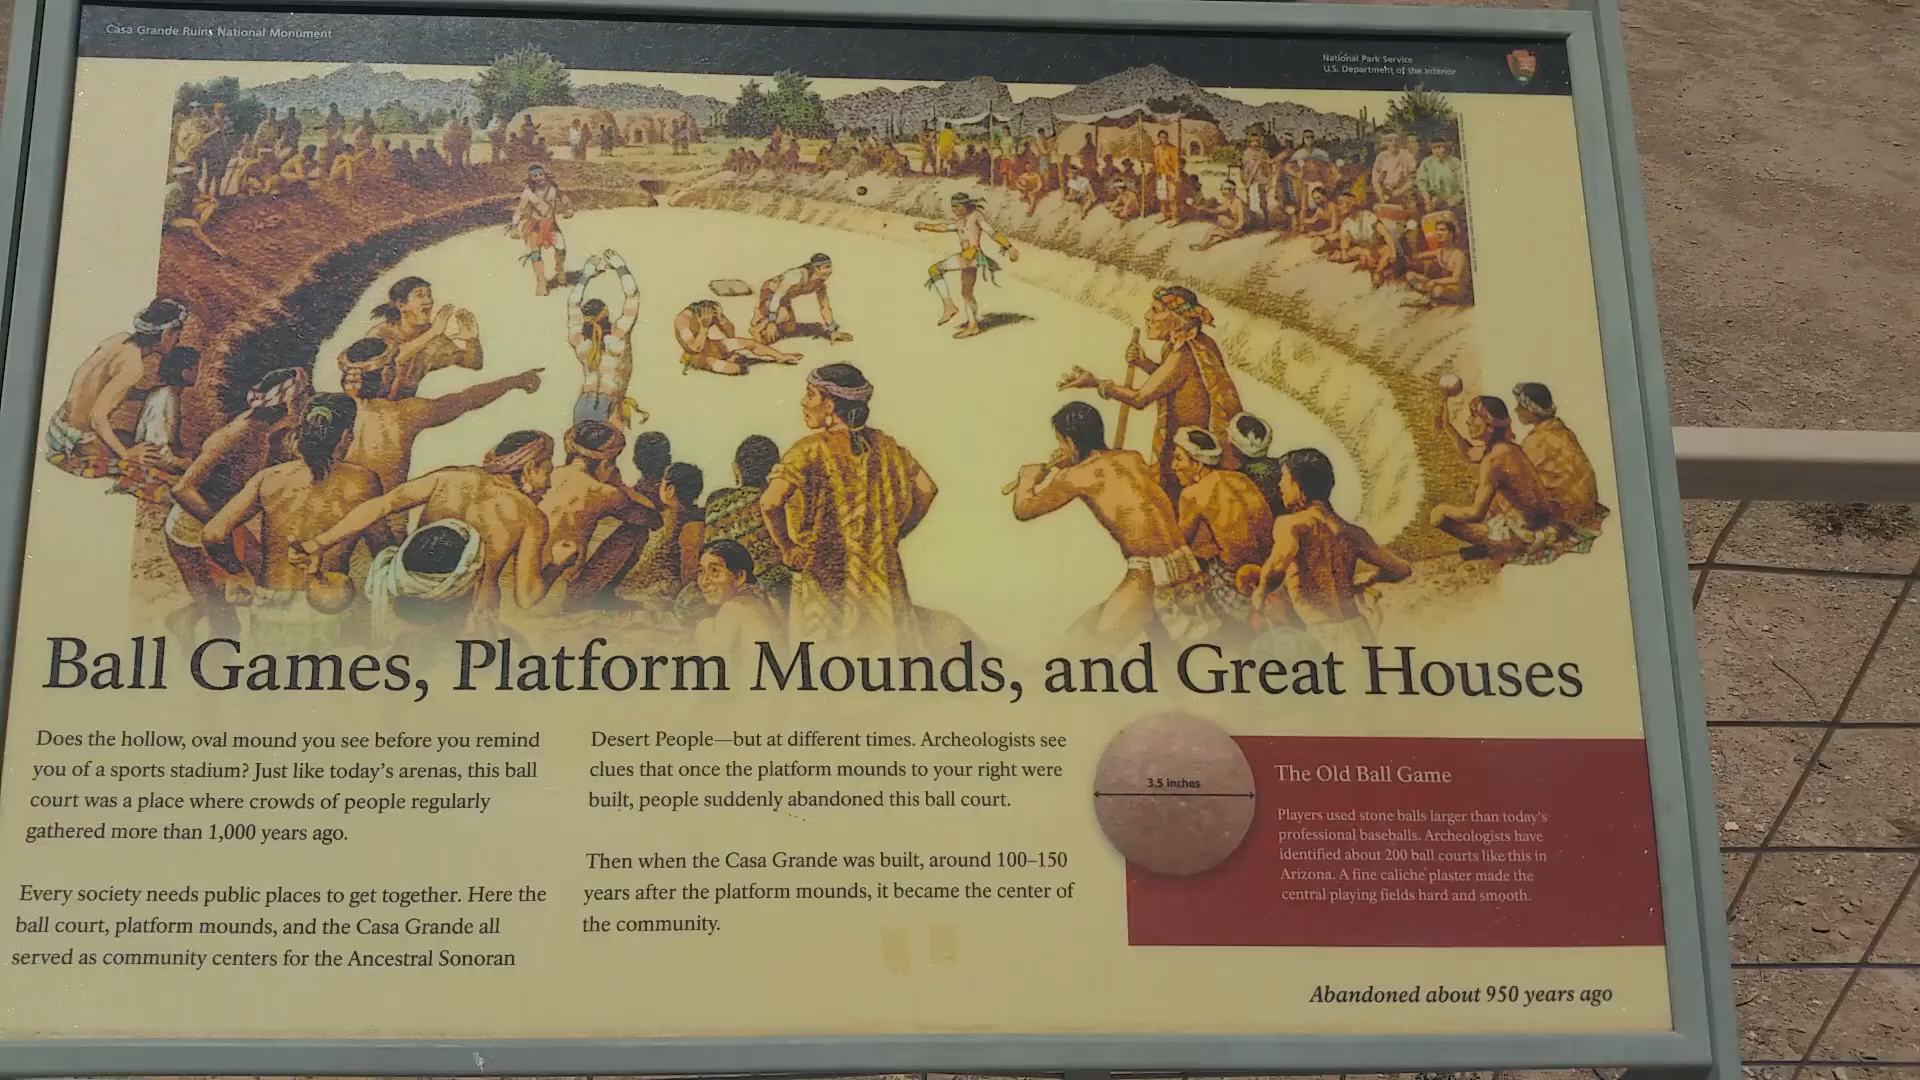 Casa Grande Ruins National Monument
National Park Service
U.S. Department of the Interior
Ball Games, Platform Mounds, and Great Houses
Does the hollow, oval mound you see before you remind
you of a sports stadium? Just like today's arenas, this ball
court was a place where crowds of people regularly
gathered more than 1,000 years ago.
Every society needs public places to get together. Here the
ball court, platform mounds, and the Casa Grande all
served as community centers for the Ancestral Sonoran
Desert People—but at different times. Archeologists see
clues that once the platform mounds to your right were
built, people suddenly abandoned this ball court.
Then when the Casa Grande was built, around 100–150
years after the platform mounds, it became the center of
the community.
3.5 inches
The Old Ball Game
Players used stone balls larger than today's
professional baseballs. Archeologists have
identified about 200 ball courts like this in
Arizona. A fine caliche plaster made the
central playing fields hard and smooth.
Abandoned about 950 years ago